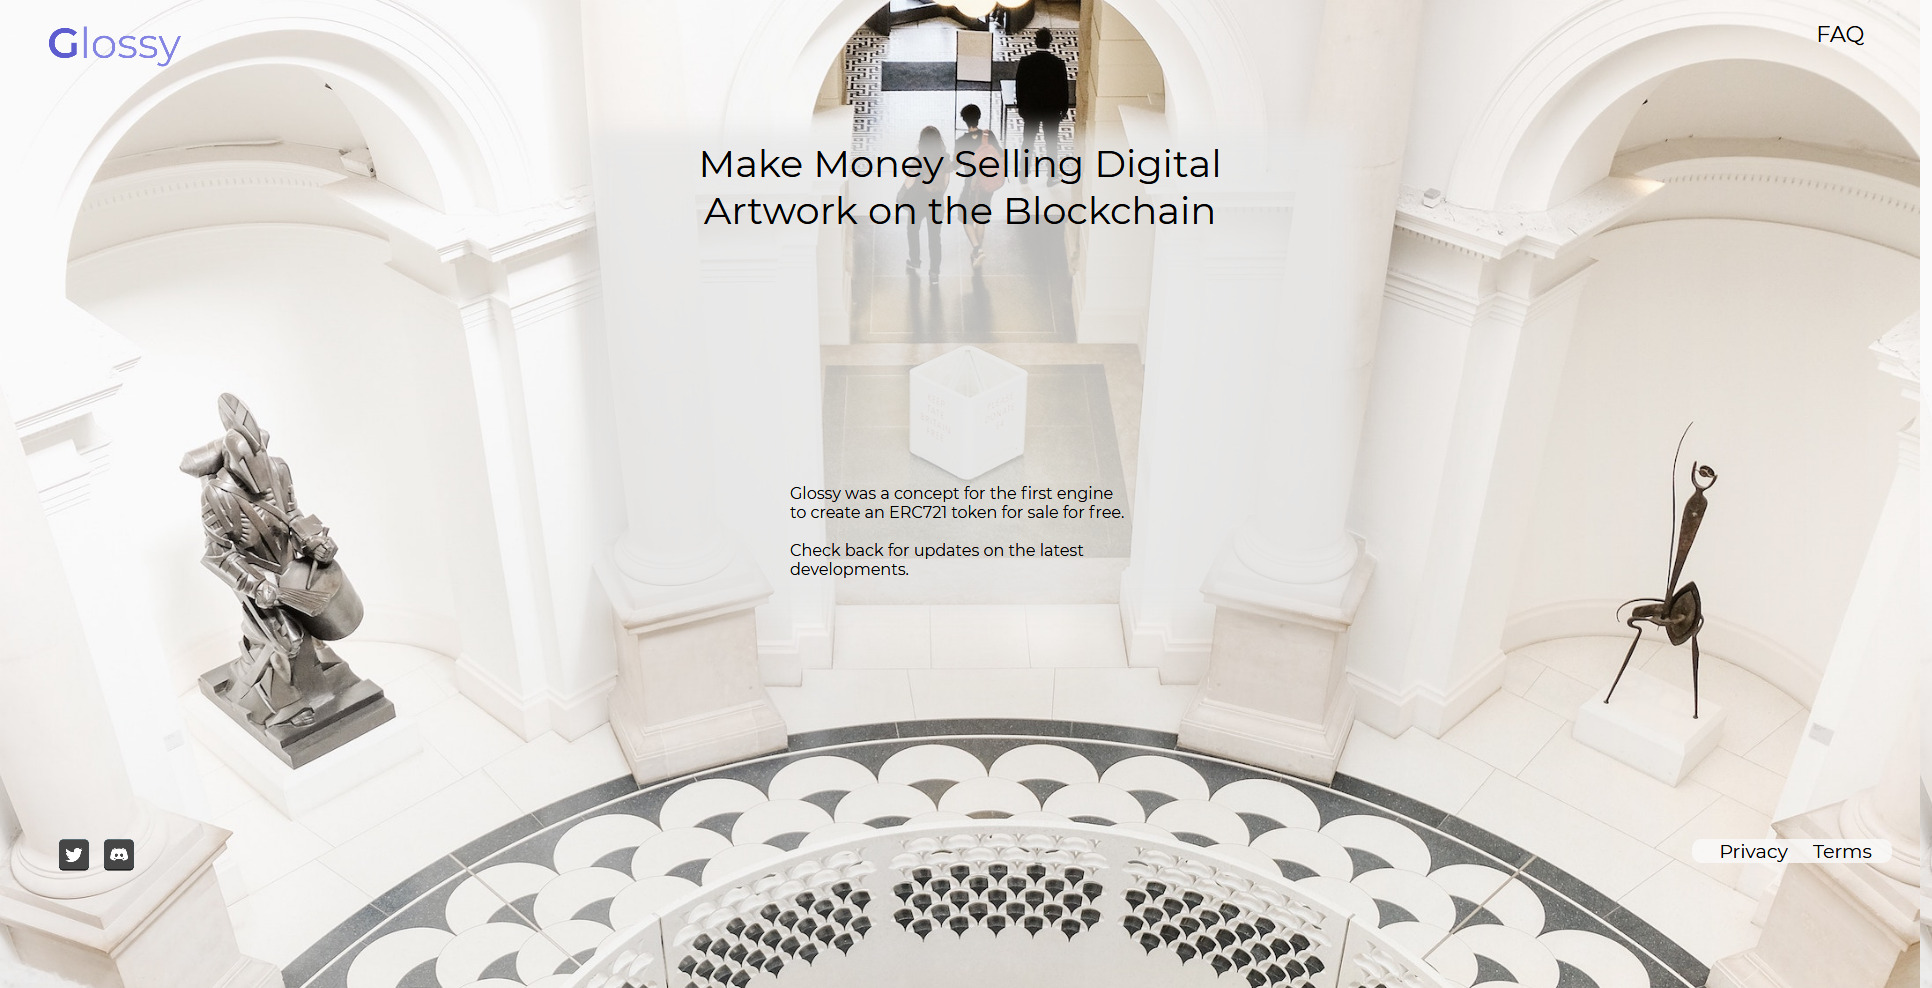 Glossy
FAQ
Make Money Selling Digital
Artwork on the Blockchain
Glossy was a concept for the first engine
to create an ERC721 token for sale for free.
Check back for updates on the latest
developments.
Privacy Terms